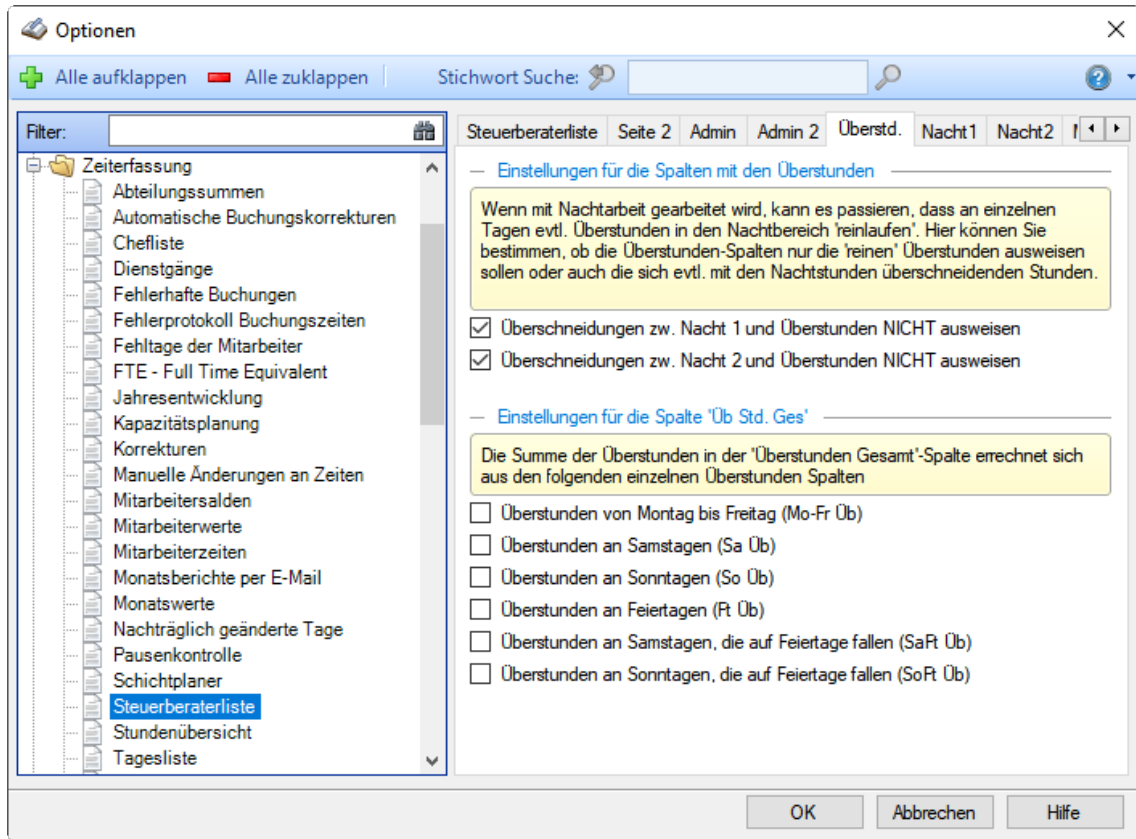 Optionen
Alle aufklappen Alle zuklappen Stichwort Suche:
Filter:
Zeiterfassung
Abteilungssummen
Automatische Buchungskorrekturen
Chefliste
Dienstgänge
Fehlerhafte Buchungen
Fehlerprotokoll Buchungszeiten
Fehltage der Mitarbeiter
FTE - Full Time Equivalent
Jahresentwicklung
Kapazitätsplanung
Korrekturen
Manuelle Änderungen an Zeiten
Mitarbeitersalden
Mitarbeiterwerte
Mitarbeiterzeiten
Monatsberichte per E-Mail
Monatswerte
Nachträglich geänderte Tage
Pausenkontrolle
Schichtplaner
Steuerberaterliste
Stundenübersicht
Tagesliste
Steuerberaterliste Seite 2 Admin Admin 2 Überstd. Nacht1 Nacht2
Einstellungen für die Spalten mit den Überstunden
Wenn mit Nachtarbeit gearbeitet wird, kann es passieren, dass an einzelnen
Tagen evtl. Überstunden in den Nachtbereich 'reinlaufen'. Hier können Sie
bestimmen, ob die Überstunden-Spalten nur die 'reinen' Überstunden ausweisen
sollen oder auch die sich evtl. mit den Nachtstunden überschneidenden Stunden.
Überschneidungen zw. Nacht 1 und Überstunden NICHT ausweisen
Überschneidungen zw. Nacht 2 und Überstunden NICHT ausweisen
Einstellungen für die Spalte 'Üb Std. Ges'
Die Summe der Überstunden in der 'Überstunden Gesamt'-Spalte errechnet sich
aus den folgenden einzelnen Überstunden Spalten
Überstunden von Montag bis Freitag (Mo-Fr Üb)
Überstunden an Samstagen (Sa Üb)
Überstunden an Sonntagen (So Üb)
Überstunden an Feiertagen (Ft Üb)
Überstunden an Samstagen, die auf Feiertage fallen (SaFt Üb)
Überstunden an Sonntagen, die auf Feiertage fallen (SoFt Üb)
OK Abbrechen Hilfe